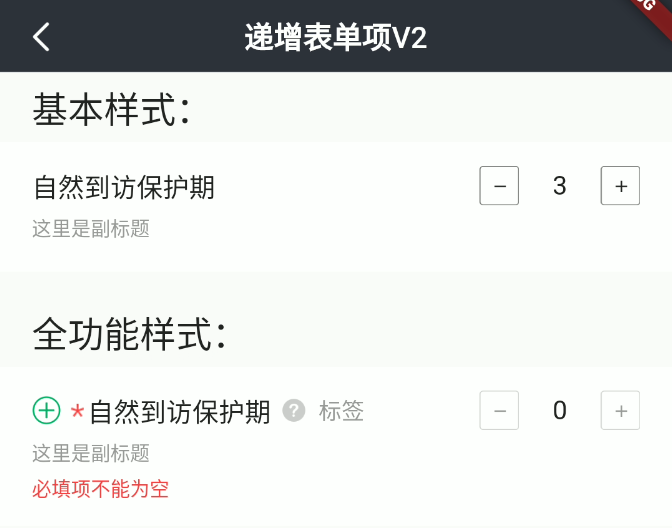 递增表单项V2
基本样式：
自然到访保护期 − 3 +
这里是副标题
全功能样式：
*自然到访保护期 ? 标签 − 0 +
这里是副标题
必填项不能为空